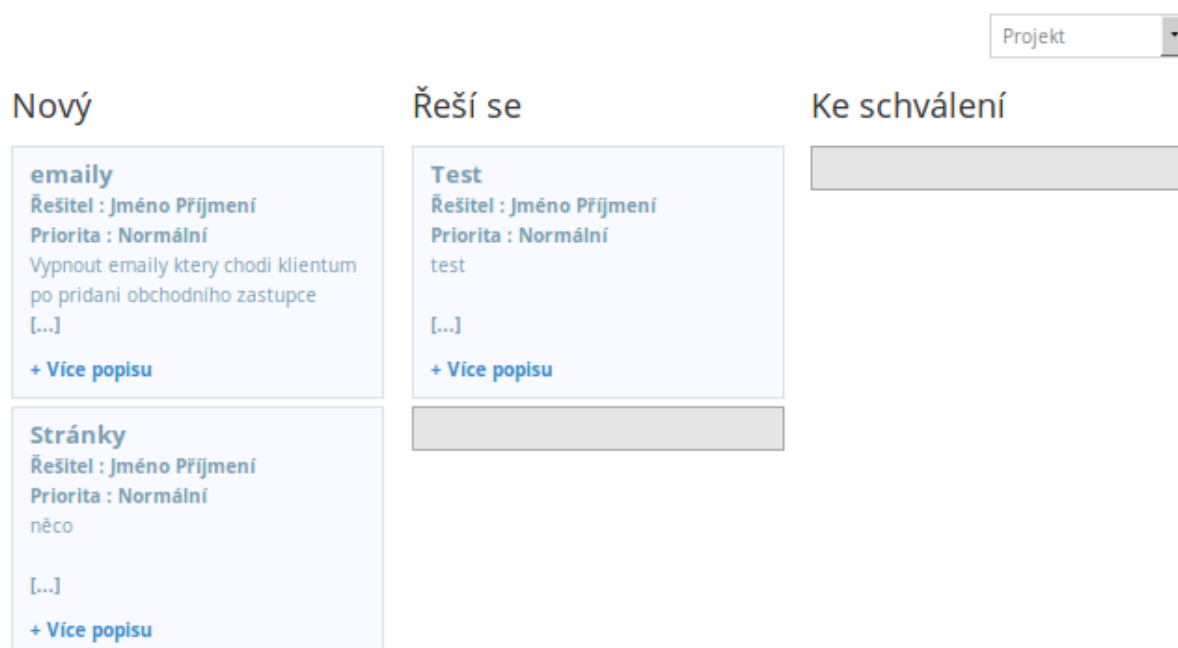 Projekt
Nový
emaily
Řešitel : Jméno Příjmení
Priorita : Normální
Vypnout emaily ktery chodi klientum
po pridani obchodního zastupce
[...]
+ Více popisu
Stránky
Řešitel : Jméno Příjmení
Priorita : Normální
něco
[...]
+ Více popisu
Řeší se
Test
Řešitel : Jméno Příjmení
Priorita : Normální
test
[...]
+ Více popisu
Ke schválení